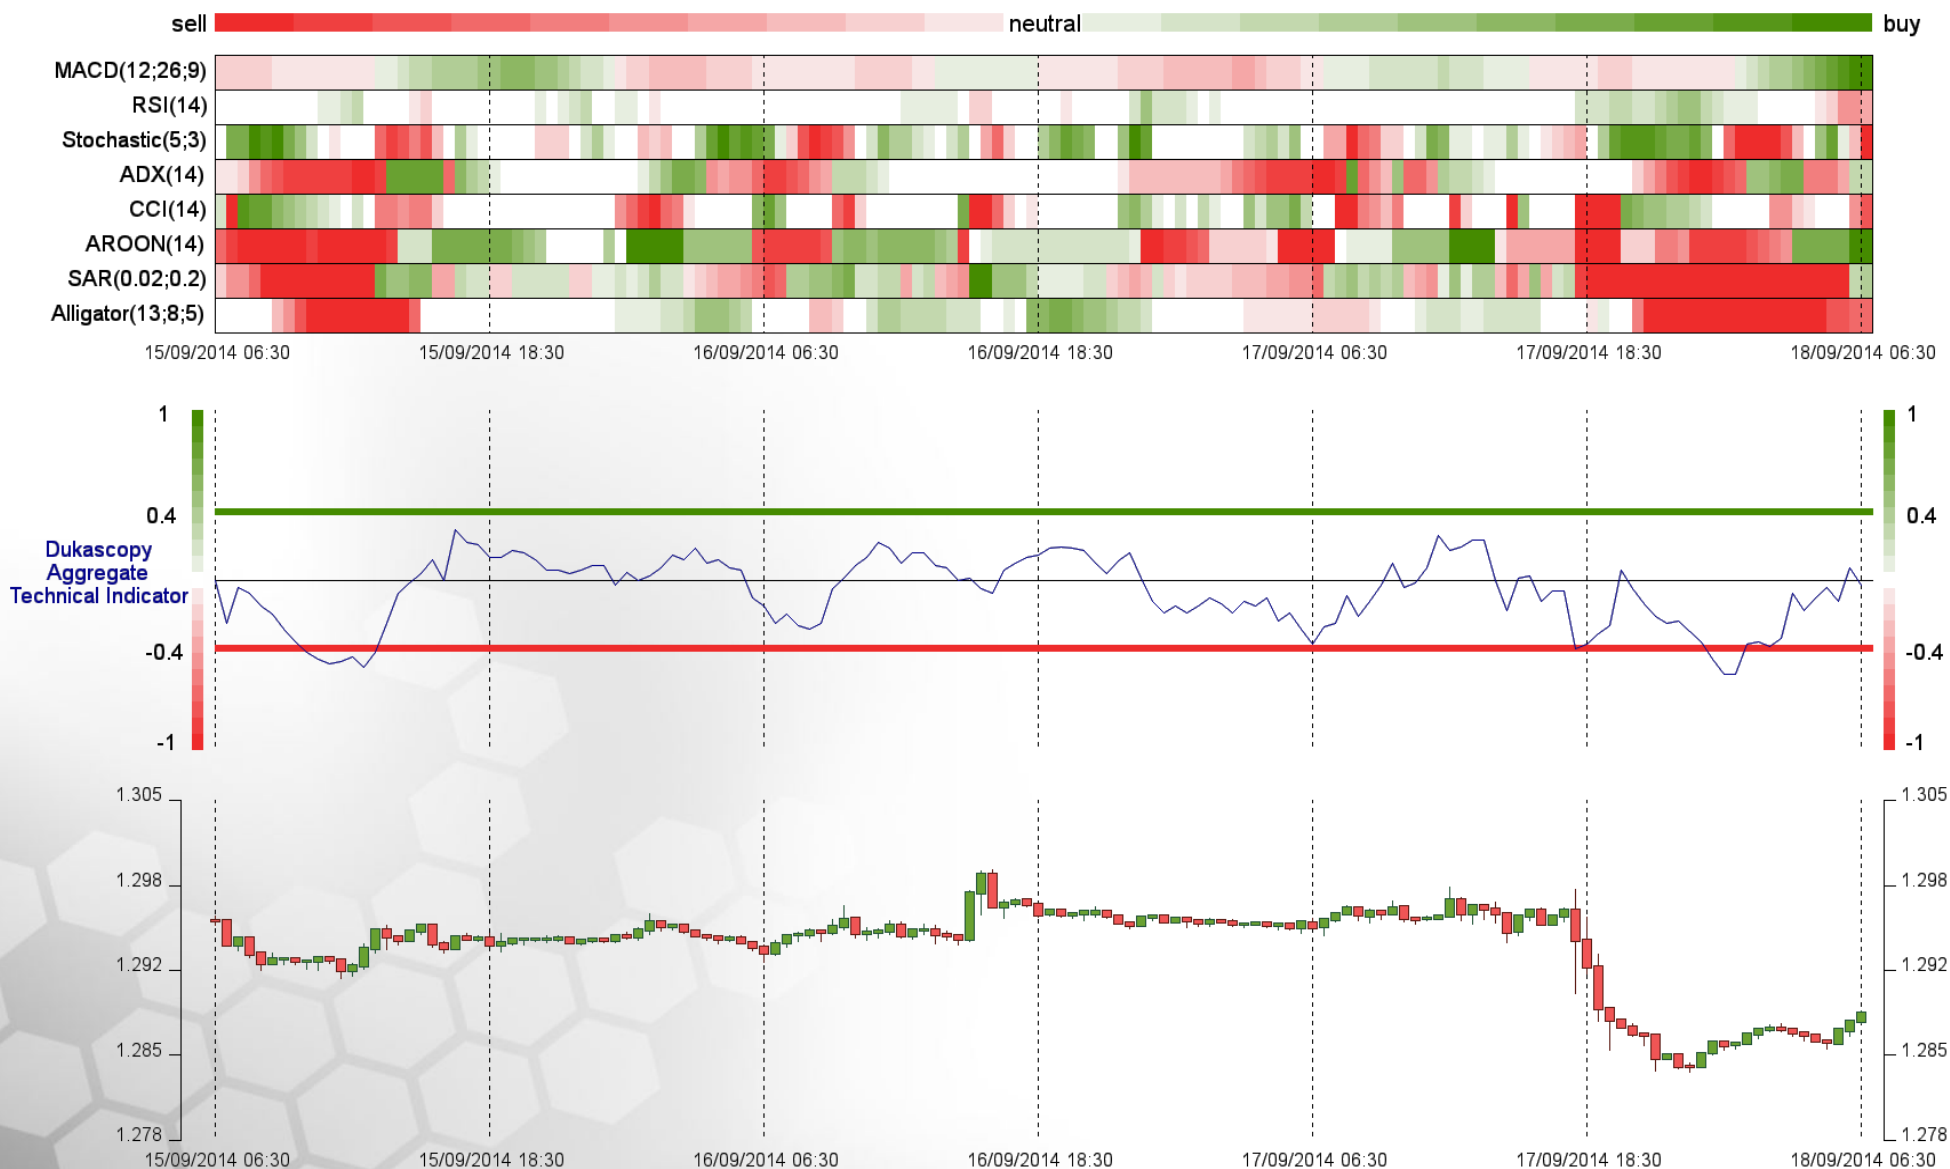 sell neutral buy
MACD(12;26;9)
RSI(14)
Stochastic(5;3)
ADX(14)
CCI(14)
AROON(14)
SAR(0.02;0.2)
Alligator(13;8;5)
15/09/2014 06:30 15/09/2014 18:30 16/09/2014 06:30 16/09/2014 18:30 17/09/2014 06:30 17/09/2014 18:30 18/09/2014 06:30
1 1
0.4 0.4
Dukascopy
Aggregate
Technical Indicator
-0.4 -0.4
-1 -1
1.305 1.305
1.298 1.298
1.292 1.292
1.285 1.285
1.278 1.278
15/09/2014 06:30 15/09/2014 18:30 16/09/2014 06:30 16/09/2014 18:30 17/09/2014 06:30 17/09/2014 18:30 18/09/2014 06:30